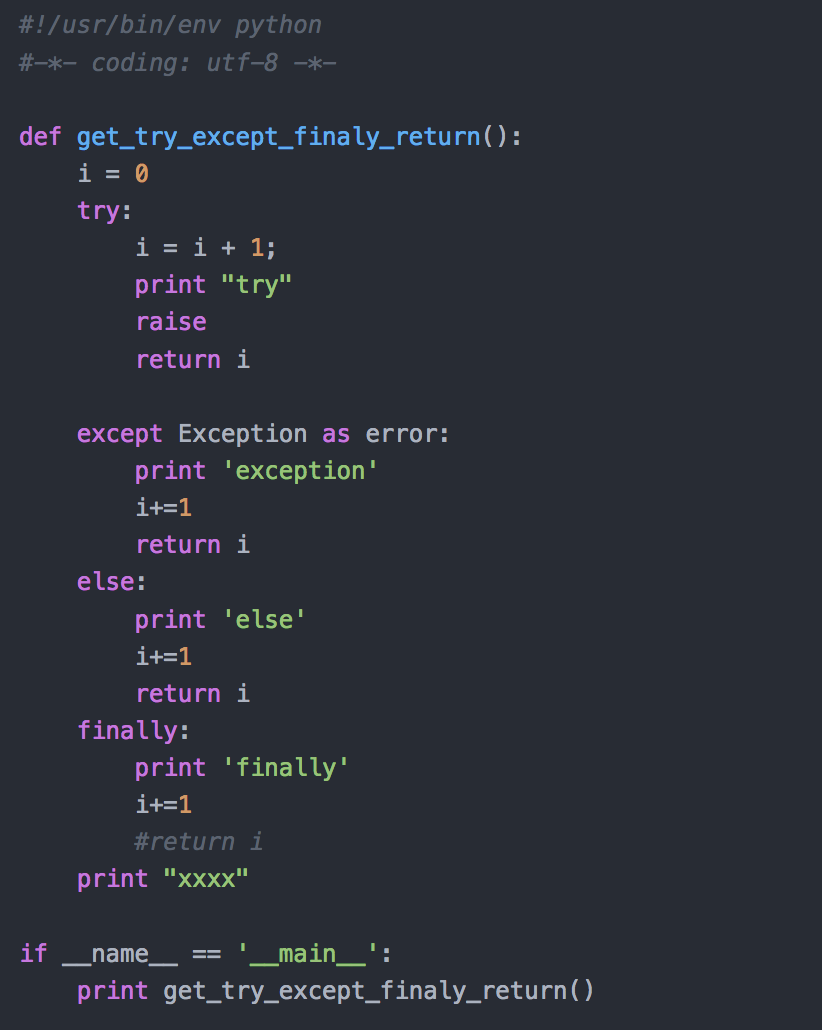 #!/usr/bin/env python
#-*- coding: utf-8 -*-

def get_try_except_finaly_return():
    i = 0
    try:
        i = i + 1;
        print "try"
        raise
        return i

    except Exception as error:
        print 'exception'
        i+=1
        return i
    else:
        print 'else'
        i+=1
        return i
    finally:
        print 'finally'
        i+=1
        #return i
    print "xxxx"

if __name__ == '__main__':
    print get_try_except_finaly_return()